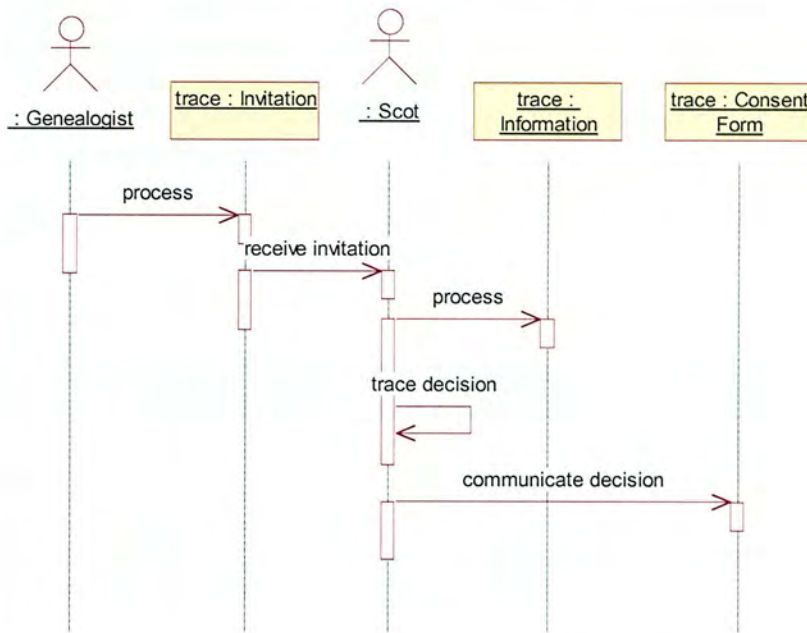 : Genealogist
trace : Invitation
: Scot
trace :
Information
trace : Consent
Form
process
receive invitation
process
trace decision
communicate decision